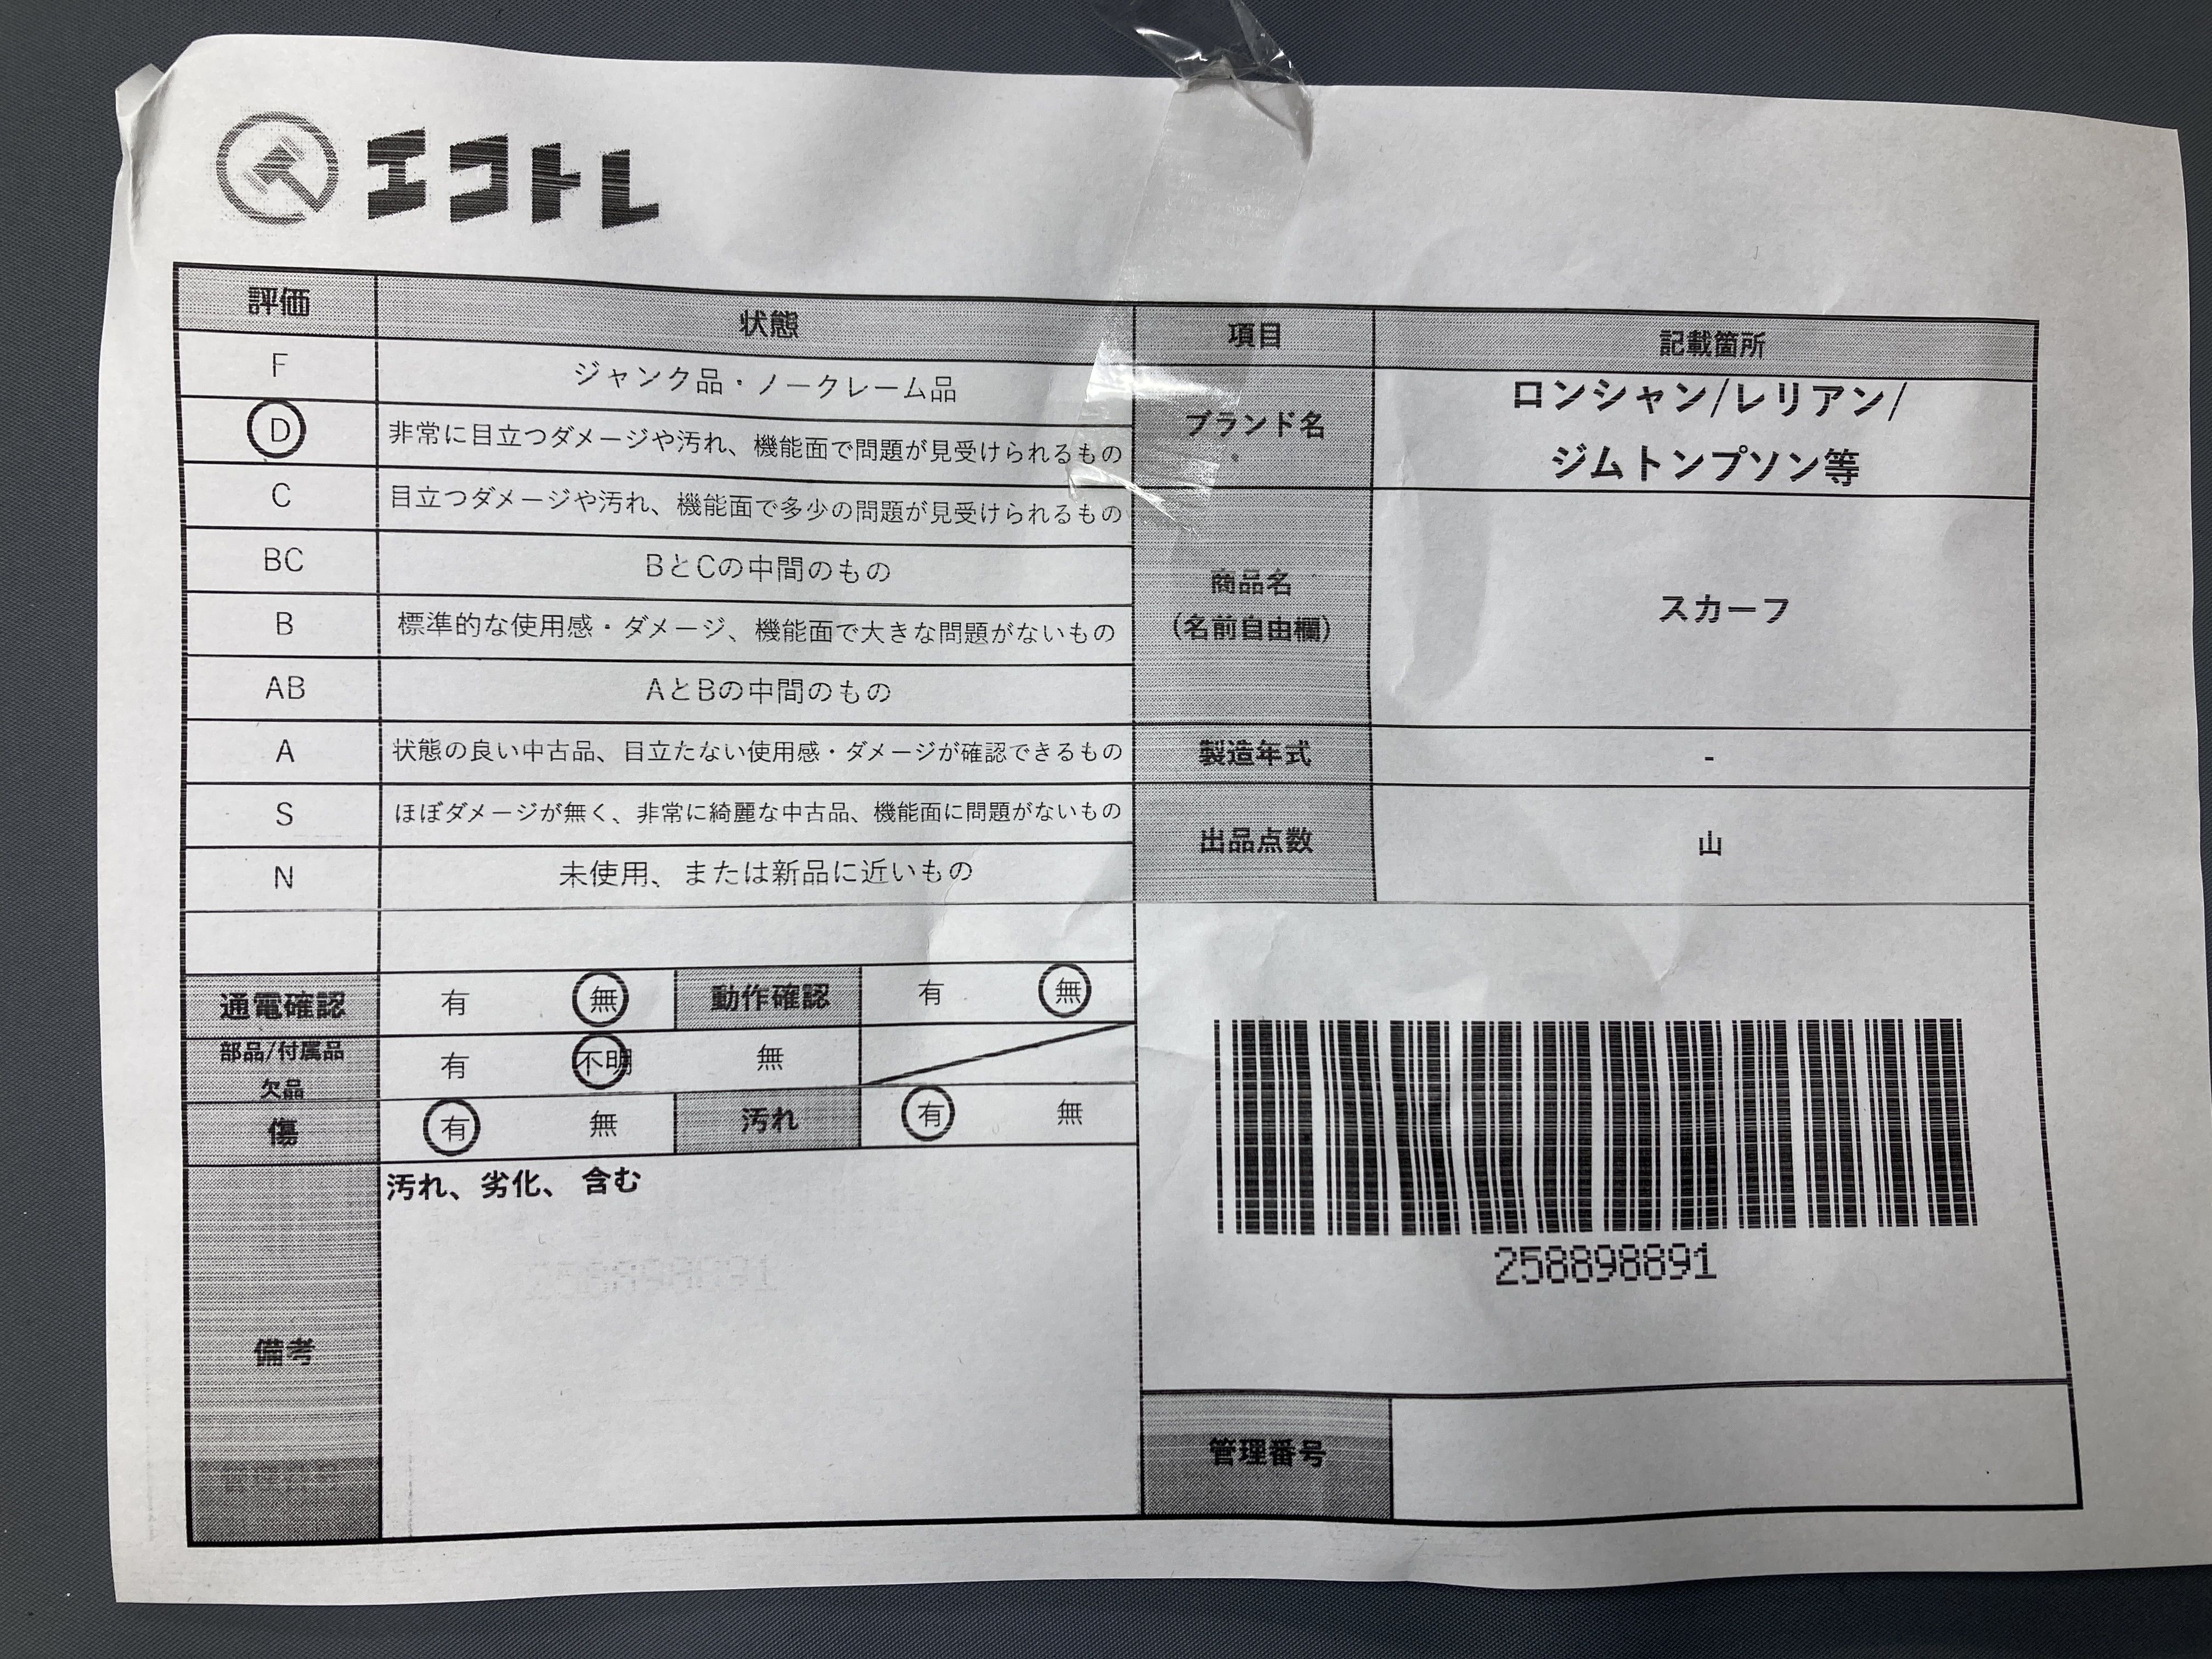 エコトレ
評価 状態
F ジャンク品・ノークレーム品
D 非常に目立つダメージや汚れ、機能面で問題が見受けられるもの
C 目立つダメージや汚れ、機能面で多少の問題が見受けられるもの
BC BとCの中間のもの
B 標準的な使用感・ダメージ、機能面で大きな問題がないもの
AB AとBの中間のもの
A 状態の良い中古品、目立たない使用感・ダメージが確認できるもの
S ほぼダメージが無く、非常に綺麗な中古品、機能面に問題がないもの
N 未使用、または新品に近いもの
通電確認 有 無 動作確認 有 無
部品/付属品
欠品 有 不明 無
傷 有 無 汚れ 有 無
備考 汚れ、劣化、 含む
項目 記載箇所
ブランド名 ロンシャン/レリアン/
ジムトンプソン等
商品名
(名前自由欄) スカーフ
製造年式 -
出品点数 山
258898891
管理番号